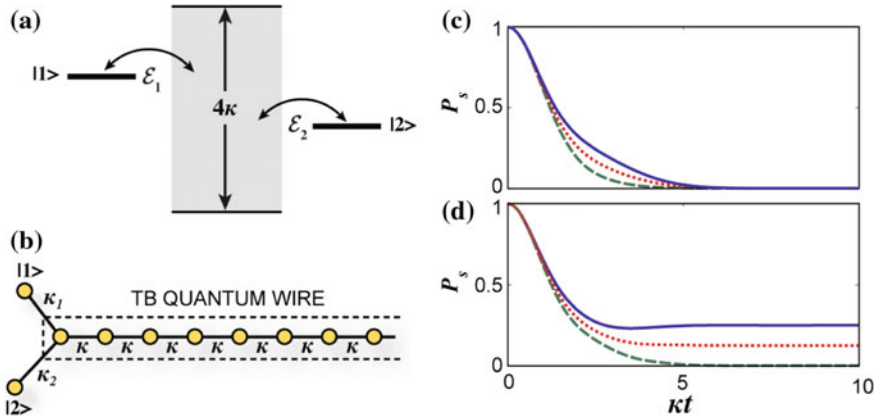 (a)
|1>
ℰ₁
4κ
ℰ₂
|2>
(b)
|1>
κ₁
TB QUANTUM WIRE
κ κ κ κ κ κ κ
κ₂
|2>
(c)
1
Pₛ
0.5
0
(d)
1
Pₛ
0.5
0
0 5 10
κt